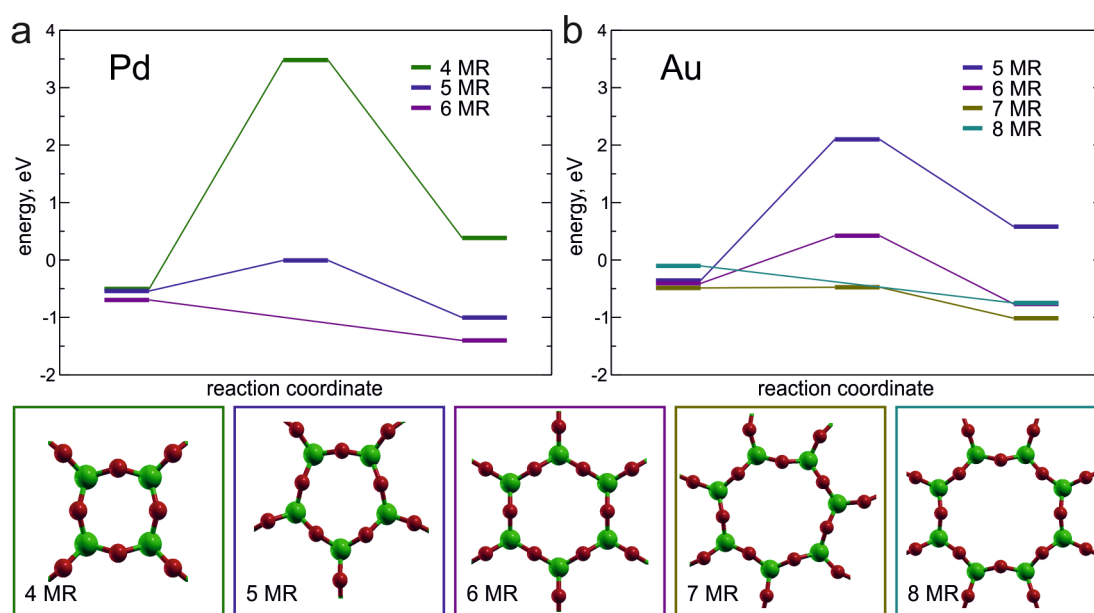 a
Pd
4 MR
5 MR
6 MR
4
3
2
1
0
-1
-2
energy, eV
reaction coordinate
b
Au
5 MR
6 MR
7 MR
8 MR
4
3
2
1
0
-1
-2
energy, eV
reaction coordinate
4 MR
5 MR
6 MR
7 MR
8 MR